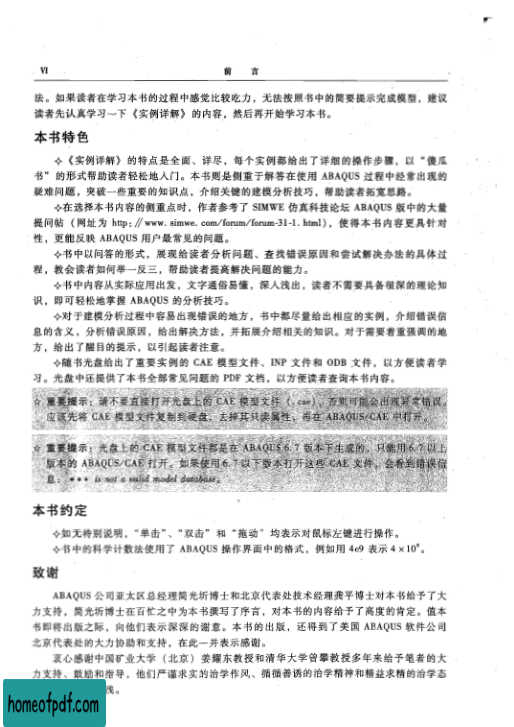 VI 前 言
法。如果读者在学习本书的过程中感觉比较吃力，无法按照书中的简要提示完成模型，建议
读者先认真学习一下《实例详解》的内容，然后再开始学习本书。
本书特色
✧《实例详解》的特点是全面、详尽，每个实例都给出了详细的操作步骤，以“傻瓜
书”的形式帮助读者轻松地入门。本书则是侧重于解答在使用 ABAQUS 过程中经常出现的
疑难问题，突破一些重要的知识点，介绍关键的建模分析技巧，帮助读者拓宽思路。
✧在选择本书内容的侧重点时，作者参考了 SIMWE 仿真科技论坛 ABAQUS 版中的大量
提问帖（网址为 http://www.simwe.com/forum/forum-31-1.html），使得本书内容更具针对
性，更能反映 ABAQUS 用户最常见的问题。
✧书中以问答的形式，展现给读者分析问题、查找错误原因和尝试解决办法的具体过
程，教会读者如何举一反三，帮助读者提高解决问题的能力。
✧书中内容从实际应用出发，文字通俗易懂，深入浅出，读者不需要具备很深的理论知
识，即可轻松地掌握 ABAQUS 的分析技巧。
✧对于建模分析过程中容易出现错误的地方，书中都尽量给出相应的实例，介绍错误信
息的含义，分析错误原因，给出解决方法，并拓展介绍相关的知识。对于需要着重强调的地
方，给出了醒目的提示，以引起读者注意。
✧随书光盘给出了重要实例的 CAE 模型文件、INP 文件和 ODB 文件，以方便读者学
习。光盘中还提供了本书全部常见问题的 PDF 文档，以方便读者查询本书内容。
☆ 重要提示：请不要直接打开光盘上的 CAE 模型文件（.cae），否则可能会出现异常错误。
应该先将 CAE 模型文件复制到硬盘，去掉其只读属性，再在 ABAQUS/CAE 中打开。
☆ 重要提示：光盘上的 CAE 模型文件都是在 ABAQUS 6.7 版本下生成的，只能用 6.7 以上
版本的 ABAQUS/CAE 打开。如果使用 6.7 以下版本打开这些 CAE 文件，会看到错误信
息：*** is not a valid model database。
本书约定
✧如无特别说明，“单击”、“双击”和“拖动”均表示对鼠标左键进行操作。
✧书中的科学计数法使用了 ABAQUS 操作界面中的格式，例如用 4e9 表示 4×10⁹。
致谢
ABAQUS 公司亚太区总经理简光圻博士和北京代表处技术经理龚平博士对本书给予了大
力支持，简光圻博士在百忙之中为本书撰写了序言，对本书的内容给予了高度的肯定。值本
书即将出版之际，向他们表示深深的谢意。本书的出版，还得到了美国 ABAQUS 软件公司
北京代表处的大力协助和支持，在此一并表示感谢。
衷心感谢中国矿业大学（北京）姜耀东教授和清华大学曾攀教授多年来给予笔者的大
力支持、鼓励和指导，他们严谨求实的治学作风、循循善诱的治学精神和精益求精的治学态
浅。
homeofpdf.com